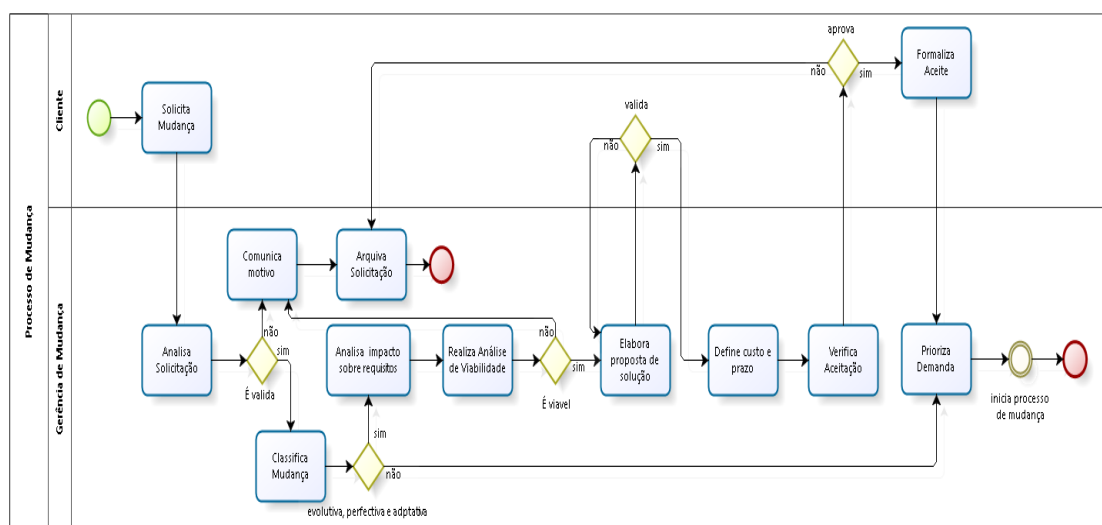 Processo de Mudança
Cliente
Gerência de Mudança
Solicita
Mudança
aprova
não
sim
Formaliza
Aceite
valida
não
sim
Comunica
motivo
Arquiva
Solicitação
Analisa
Solicitação
não
sim
É valida
Analisa impacto
sobre requisitos
Realiza Análise
de Viabilidade
não
sim
É viavel
Elabora
proposta de
solução
Define custo e
prazo
Verifica
Aceitação
Prioriza
Demanda
inicia processo
de mudança
Classifica
Mudança
sim
não
evolutiva, perfectiva e adptativa